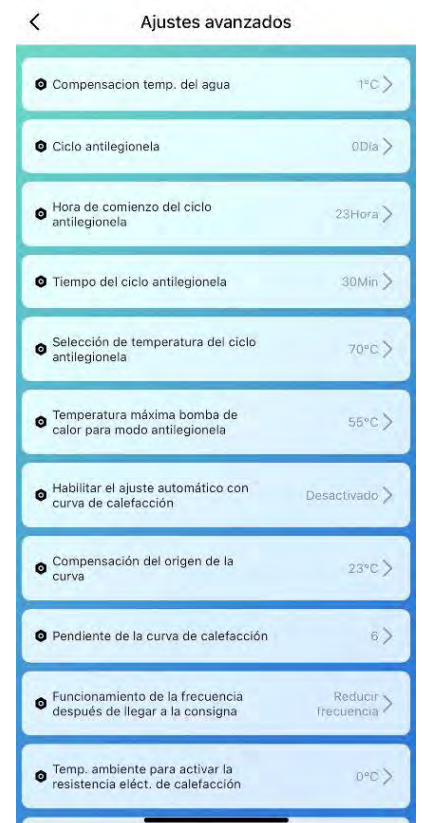 Ajustes avanzados
Compensacion temp. del agua
1°C
Ciclo antilegionela
0Día
Hora de comienzo del ciclo
antilegionela
23Hora
Tiempo del ciclo antilegionela
30Min
Selección de temperatura del ciclo
antilegionela
70°C
Temperatura máxima bomba de
calor para modo antilegionela
55°C
Habilitar el ajuste automático con
curva de calefacción
Desactivado
Compensación del origen de la
curva
23°C
Pendiente de la curva de calefacción
6
Funcionamiento de la frecuencia
después de llegar a la consigna
Reducir
frecuencia
Temp. ambiente para activar la
resistencia eléct. de calefacción
0°C